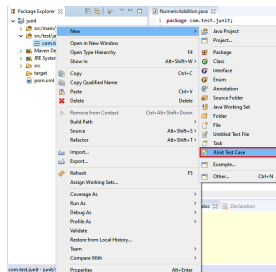 Package Explorer
NumericAddition.java
junit
1 package com.test.junit;
src/main/
src/test/ja
com.t
Maven De
JRE System
src
target
pom.xml
New
Open in New Window
Open Type Hierarchy F4
Show In Alt+Shift+W >
Copy Ctrl+C
Copy Qualified Name
Paste Ctrl+V
Delete Delete
Remove from Context Ctrl+Alt+Shift+Down
Build Path
Source Alt+Shift+S >
Refactor Alt+Shift+T >
Import...
Export...
Refresh F5
Assign Working Sets...
Coverage As
Run As
Debug As
Profile As
Validate
Restore from Local History...
Team
Compare With
Properties Alt+Enter
Java Project
Project...
Package
Class
Interface
Enum
Annotation
Source Folder
Java Working Set
Folder
File
Untitled Text File
Task
JUnit Test Case
Example...
Other... Ctrl+N
doc
Declaration
com.test.junit - junit/s